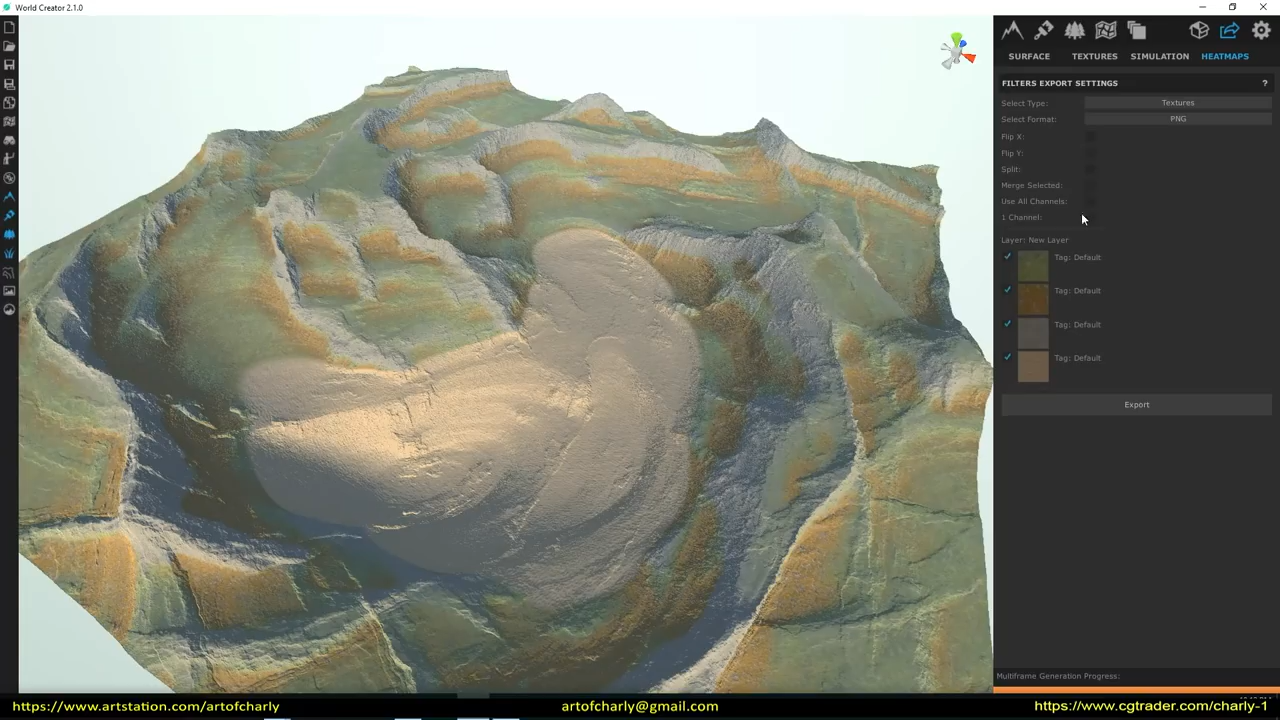 World Creator 2.1.0
SURFACE TEXTURES SIMULATION HEATMAPS
FILTERS EXPORT SETTINGS ?
Select Type: Textures
Select Format: PNG
Flip X:
Flip Y:
Split:
Merge Selected:
Use All Channels:
1 Channel:
Layer: New Layer
Tag: Default
Tag: Default
Tag: Default
Tag: Default
Export
Multiframe Generation Progress:
https://www.artstation.com/artofcharly artofcharly@gmail.com https://www.cgtrader.com/charly-1